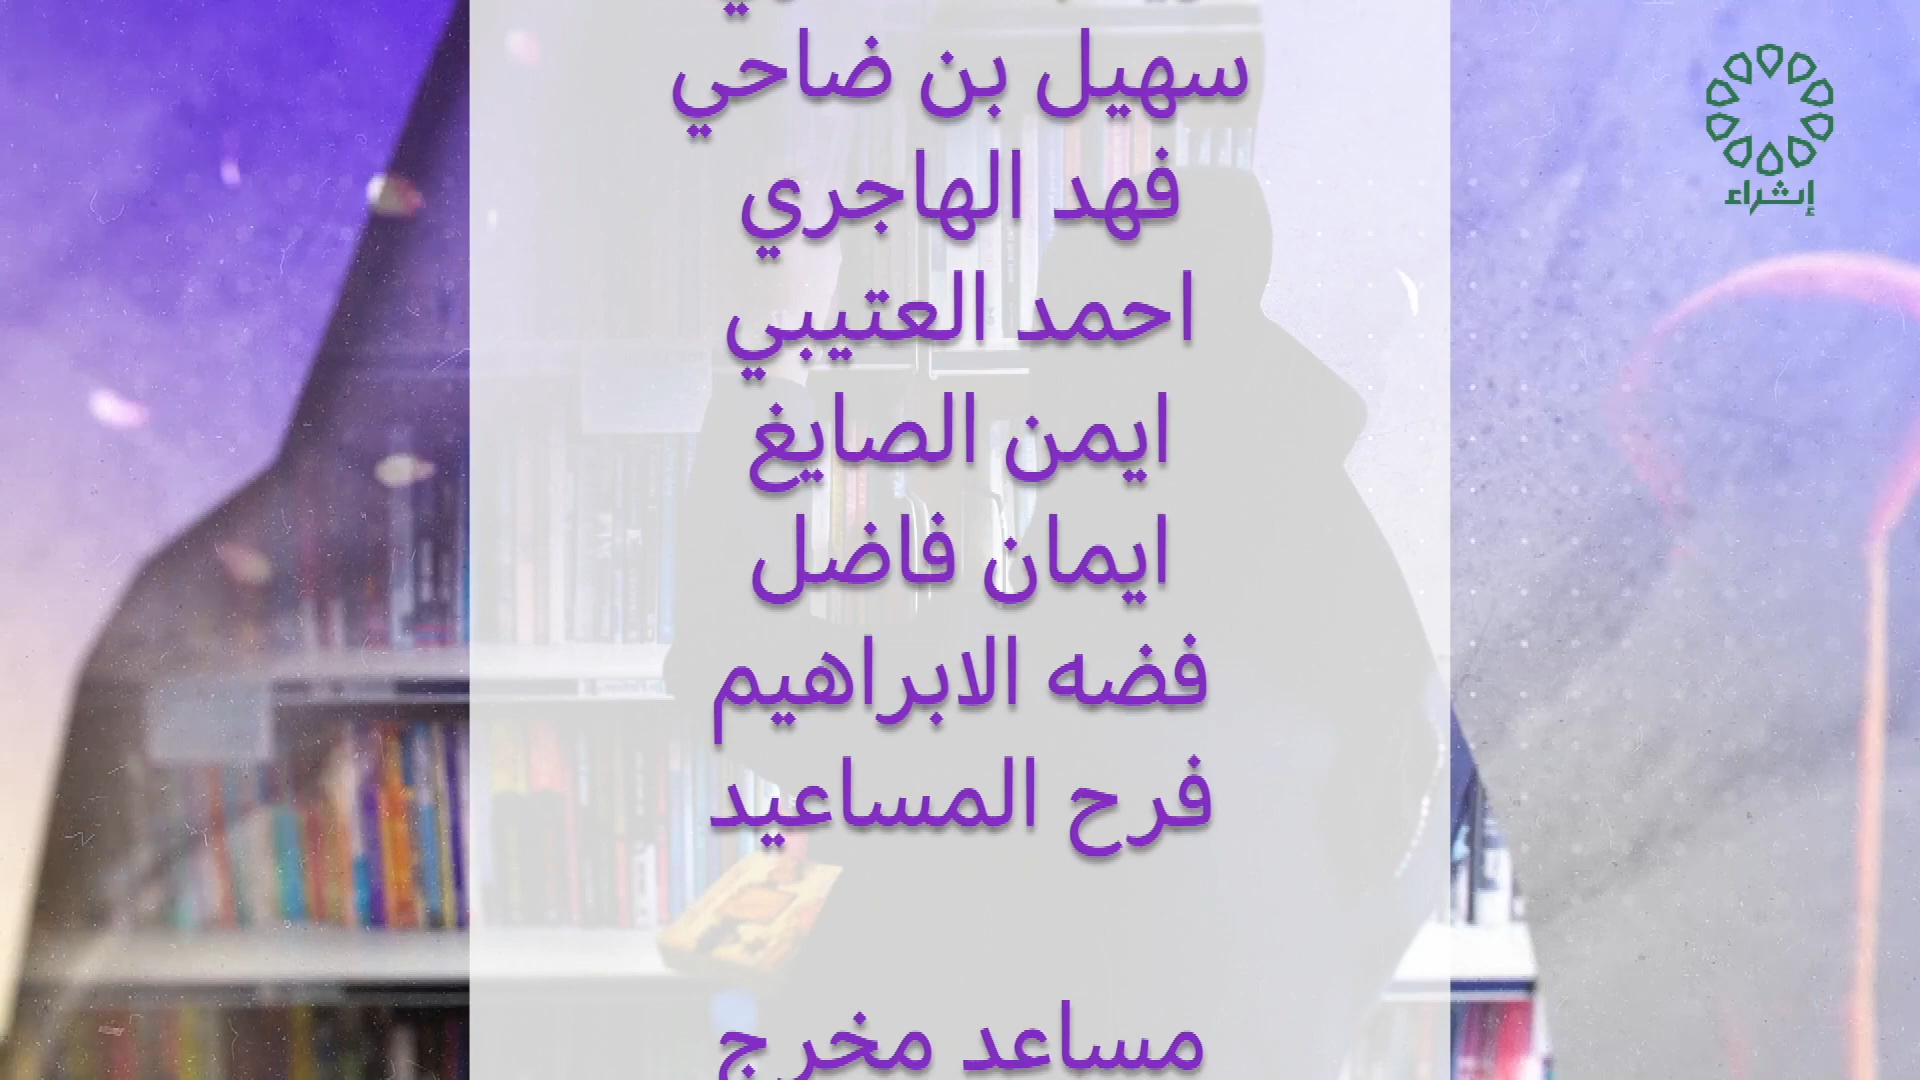 سهيل بن ضاحي
فهد الهاجري
احمد العتيبي
ايمن الصايغ
ايمان فاضل
فضه الابراهيم
فرح المساعيد
مساعد مخرج
إثراء